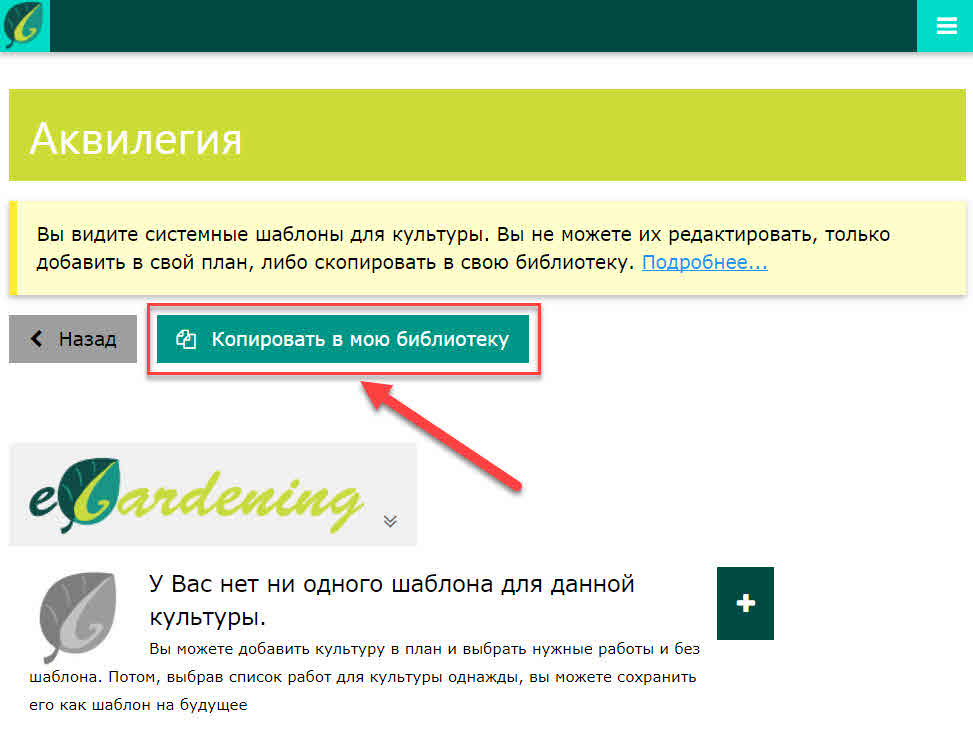 Аквилегия
Вы видите системные шаблоны для культуры. Вы не можете их редактировать, только
добавить в свой план, либо скопировать в свою библиотеку. Подробнее...
Назад
Копировать в мою библиотеку
eGardening
У Вас нет ни одного шаблона для данной
культуры.
Вы можете добавить культуру в план и выбрать нужные работы и без
шаблона. Потом, выбрав список работ для культуры однажды, вы можете сохранить
его как шаблон на будущее